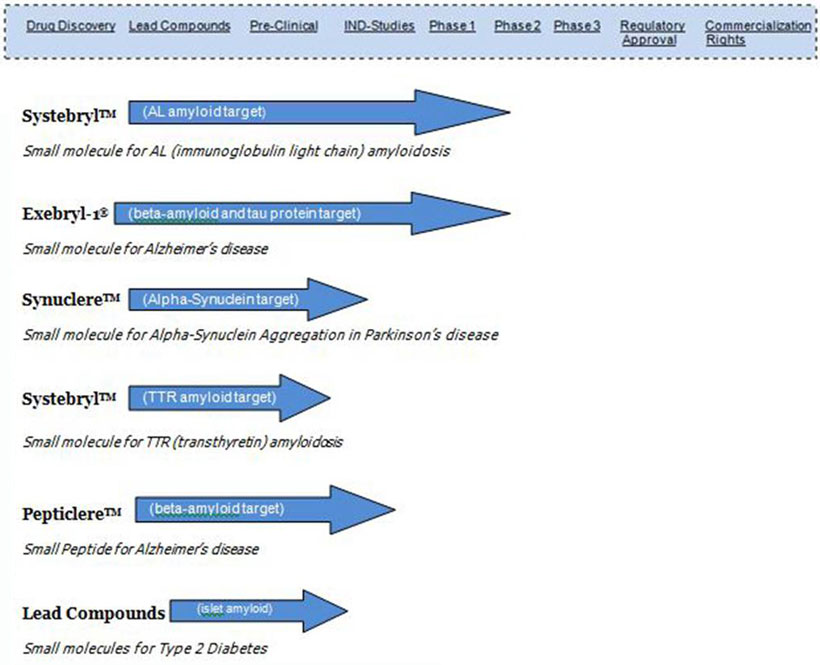 Drug Discovery Lead Compounds Pre-Clinical IND-Studies Phase 1 Phase 2 Phase 3 Regulatory Approval Commercialization Rights
Systebryl™ (AL amyloid target)
Small molecule for AL (immunoglobulin light chain) amyloidosis
Exebryl-1® (beta-amyloid and tau protein target)
Small molecule for Alzheimer's disease
Synuclere™ (Alpha-Synuclein target)
Small molecule for Alpha-Synuclein Aggregation in Parkinson's disease
Systebryl™ (TTR amyloid target)
Small molecule for TTR (transthyretin) amyloidosis
Pepticlere™ (beta-amyloid target)
Small Peptide for Alzheimer's disease
Lead Compounds (islet amyloid)
Small molecules for Type 2 Diabetes